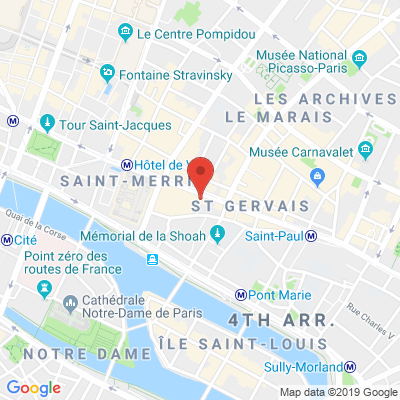 Le Centre Pompidou
Musée National
Picasso-Paris
Fontaine Stravinsky
LES ARCHIVES
LE MARAIS
Tour Saint-Jacques
Musée Carnavalet
Hôtel de V
SAINT-MERRI
ST GERVAIS
Quai de la Corse
Mémorial de la Shoah
Saint-Paul
Cité
Point zéro des
routes de France
Pont Marie
Rue Charles V
Cathédrale
Notre-Dame de Paris
4TH ARR.
NOTRE DAME
ÎLE SAINT-LOUIS
Sully-Morland
Google
Map data ©2019 Google